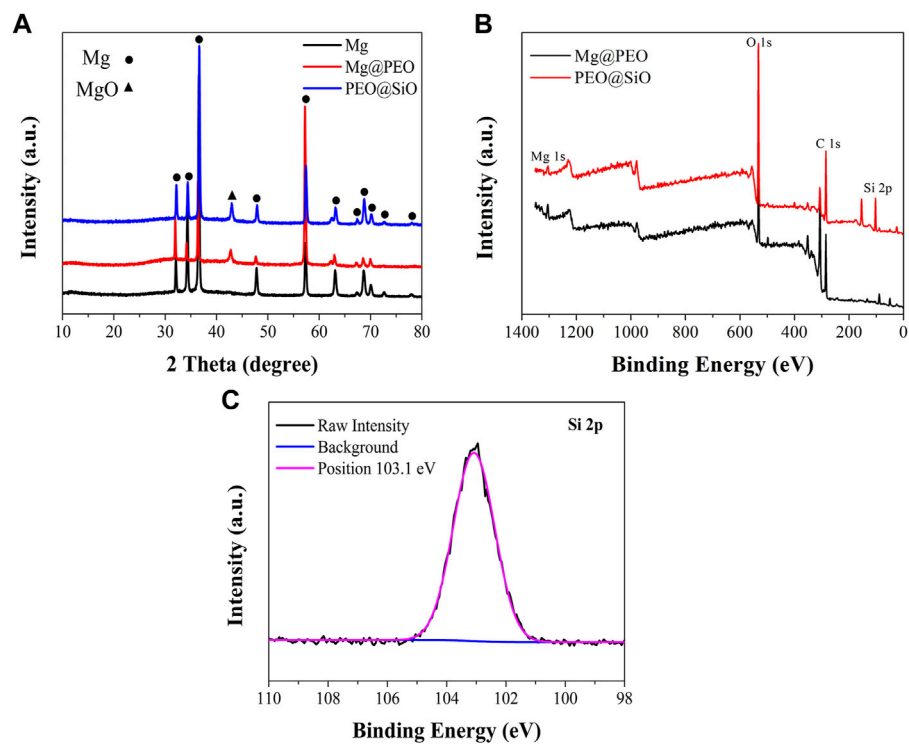 A
Mg
MgO
Mg
Mg@PEO
PEO@SiO
Intensity (a.u.)
10 20 30 40 50 60 70 80
2 Theta (degree)
B
O 1s
Mg@PEO
PEO@SiO
C 1s
Mg 1s
Si 2p
Intensity (a.u.)
1400 1200 1000 800 600 400 200 0
Binding Energy (eV)
C
Raw Intensity
Background
Position 103.1 eV
Si 2p
Intensity (a.u.)
110 108 106 104 102 100 98
Binding Energy (eV)